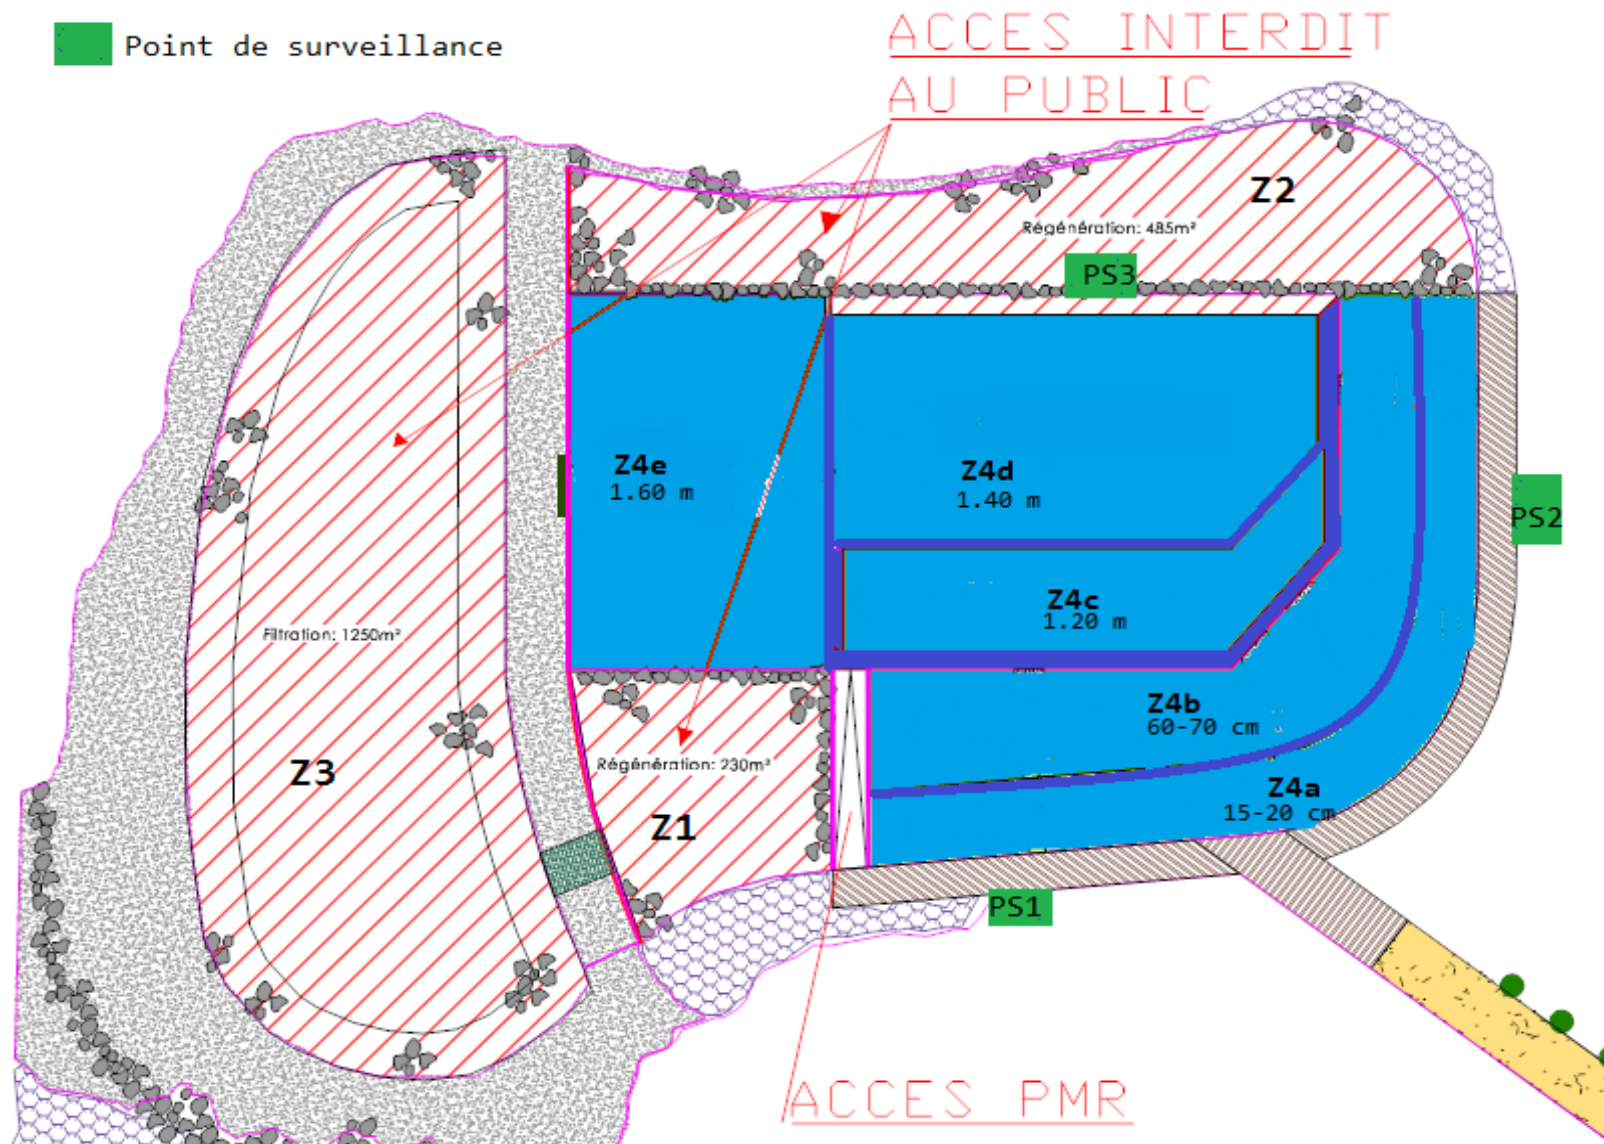 Point de surveillance
ACCES INTERDIT
AU PUBLIC
Z2
Régénération: 485m²
PS3
Z4e
1.60 m
Z4d
1.40 m
PS2
Z4c
1.20 m
Filtration: 1250m²
Z4b
60-70 cm
Z3
Régénération: 230m²
Z4a
15-20 cm
Z1
PS1
ACCES PMR